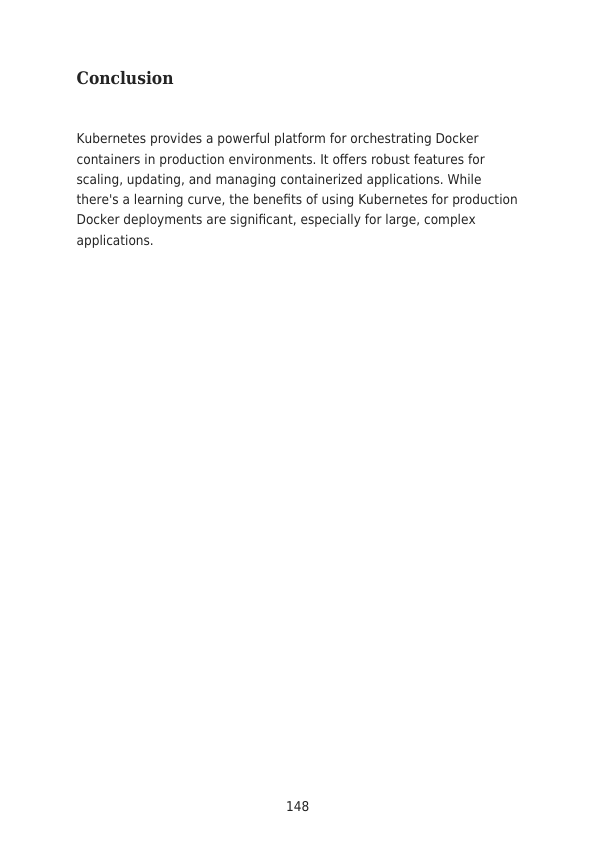 Conclusion
Kubernetes provides a powerful platform for orchestrating Docker
containers in production environments. It offers robust features for
scaling, updating, and managing containerized applications. While
there's a learning curve, the benefits of using Kubernetes for production
Docker deployments are significant, especially for large, complex
applications.
148